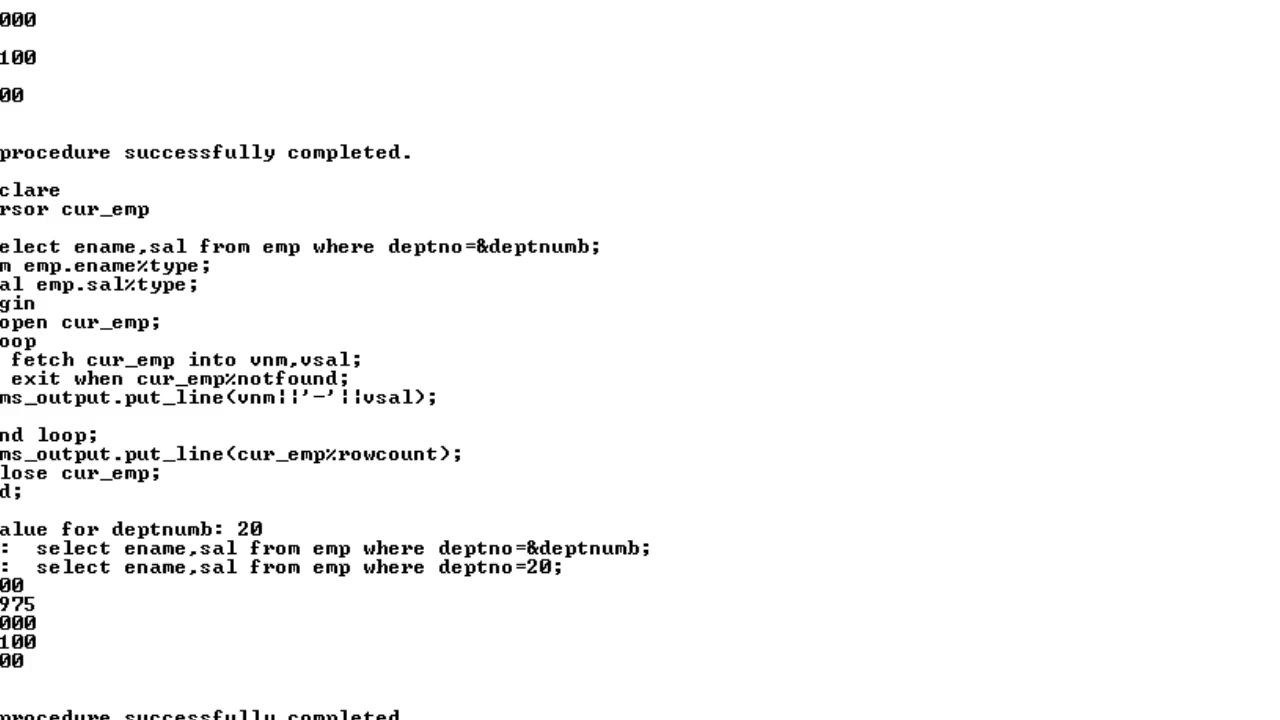 000
100
00
procedure successfully completed.
clare
rsor cur_emp
elect ename,sal from emp where deptno=&deptnumb;
m emp.ename%type;
al emp.sal%type;
gin
open cur_emp;
oop
fetch cur_emp into vnm,vsal;
exit when cur_emp%notfound;
ms_output.put_line(vnm||'-'||vsal);
nd loop;
ms_output.put_line(cur_emp%rowcount);
lose cur_emp;
d;
alue for deptnumb: 20
:  select ename,sal from emp where deptno=&deptnumb;
:  select ename,sal from emp where deptno=20;
00
975
000
100
00
procedure successfully completed